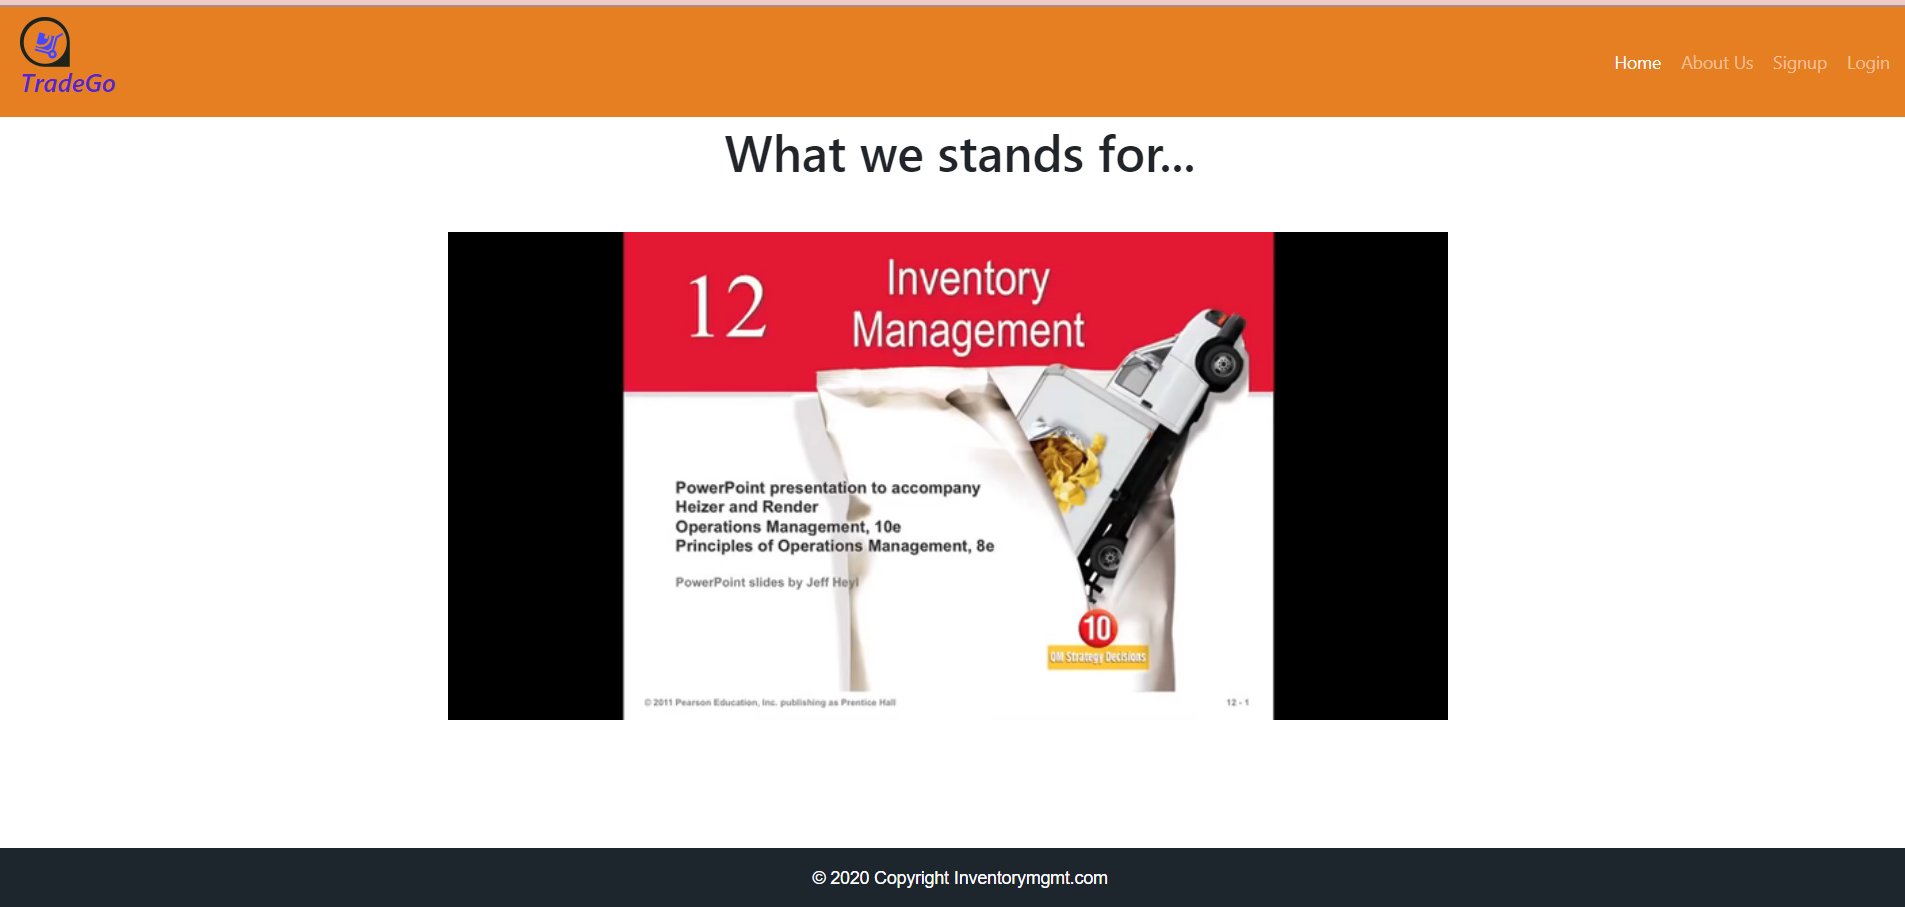 TradeGo
Home About Us Signup Login
What we stands for...
12
Inventory
Management
PowerPoint presentation to accompany
Heizer and Render
Operations Management, 10e
Principles of Operations Management, 8e
PowerPoint slides by Jeff Heyl
10
OM Strategy Decisions
© 2011 Pearson Education, Inc. publishing as Prentice Hall
12 - 1
© 2020 Copyright Inventorymgmt.com